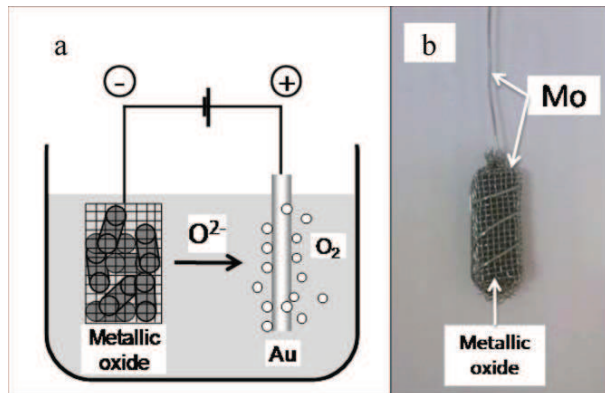 a
-
+
O²⁻
O₂
Metallic
oxide
Au
b
Mo
Metallic
oxide